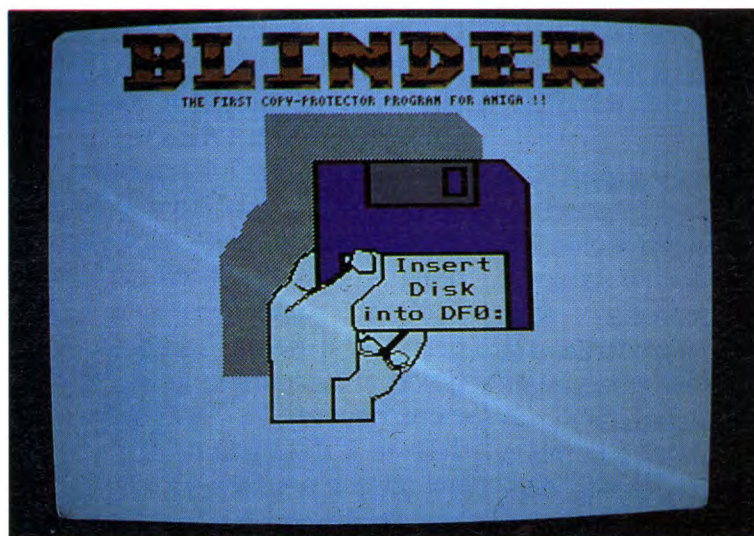 BLINDER
THE FIRST COPY-PROTECTOR PROGRAM FOR AMIGA !!
Insert
Disk
into DF0: